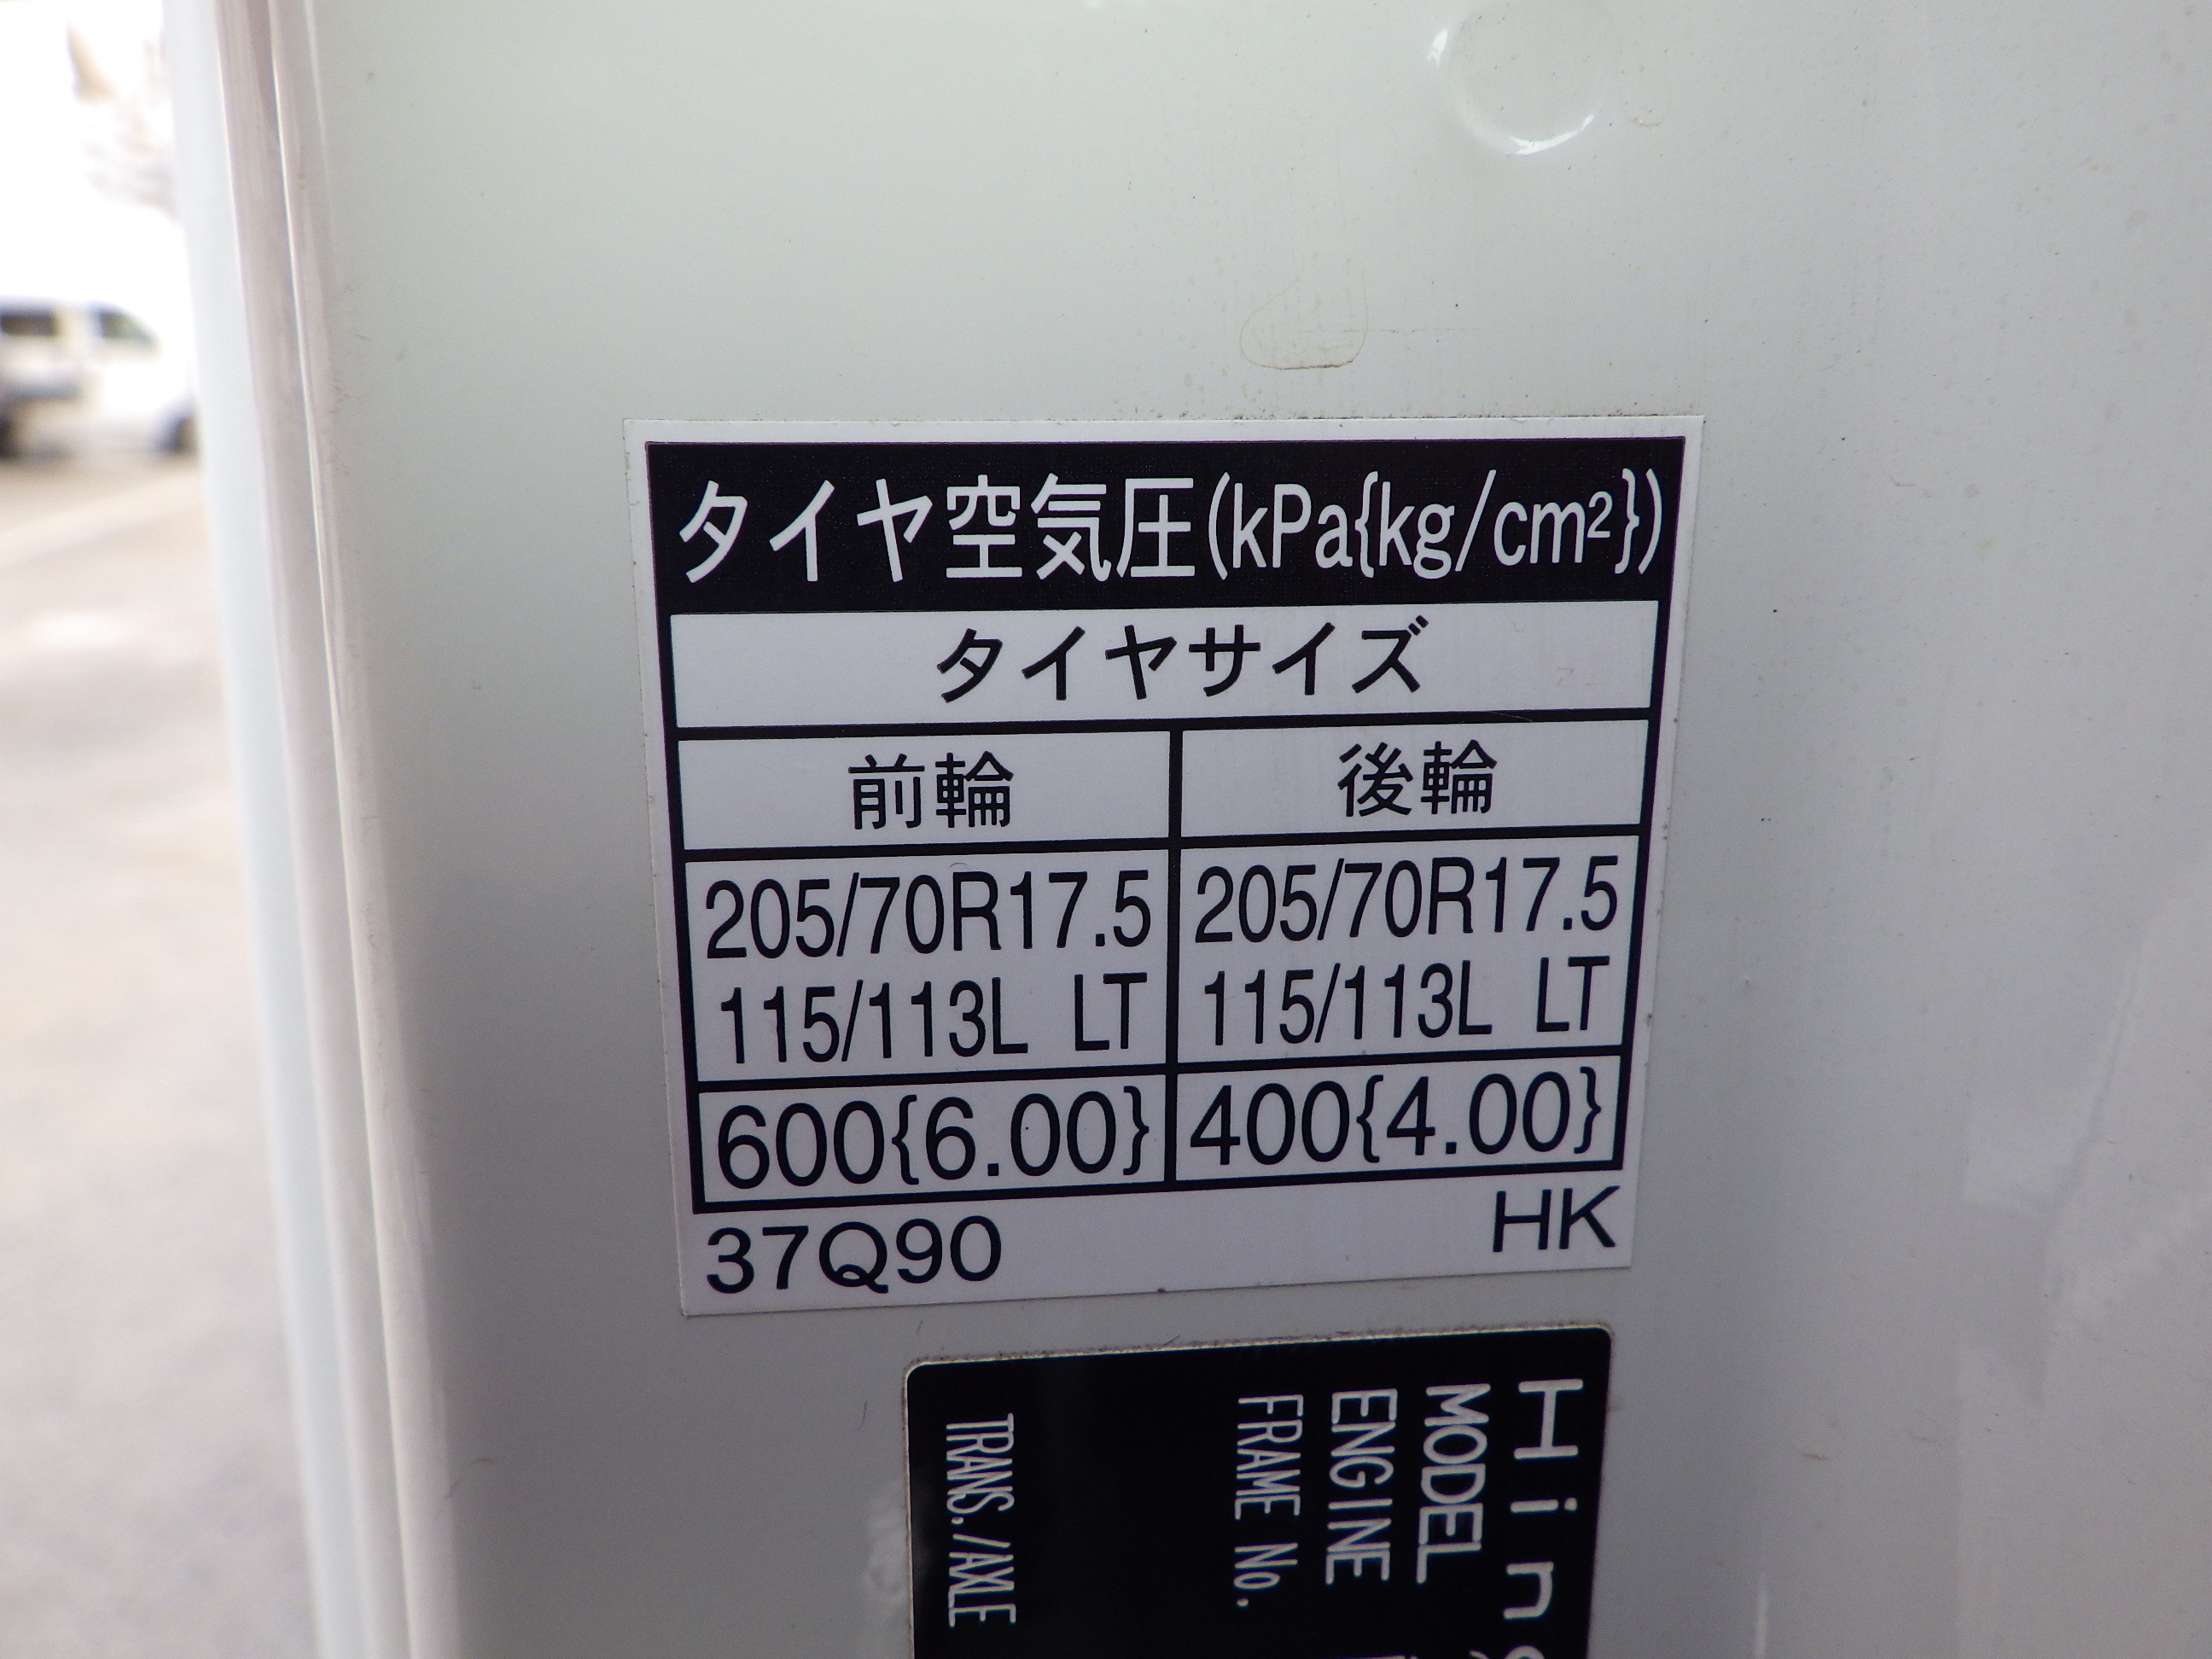 タイヤ空気圧(kPa{kg/cm²})
タイヤサイズ
前輪 後輪
205/70R17.5 205/70R17.5
115/113L LT 115/113L LT
600{6.00} 400{4.00}
37Q90 HK
Hino
MODEL
ENGINE
FRAME No.
TRANS./AXLE